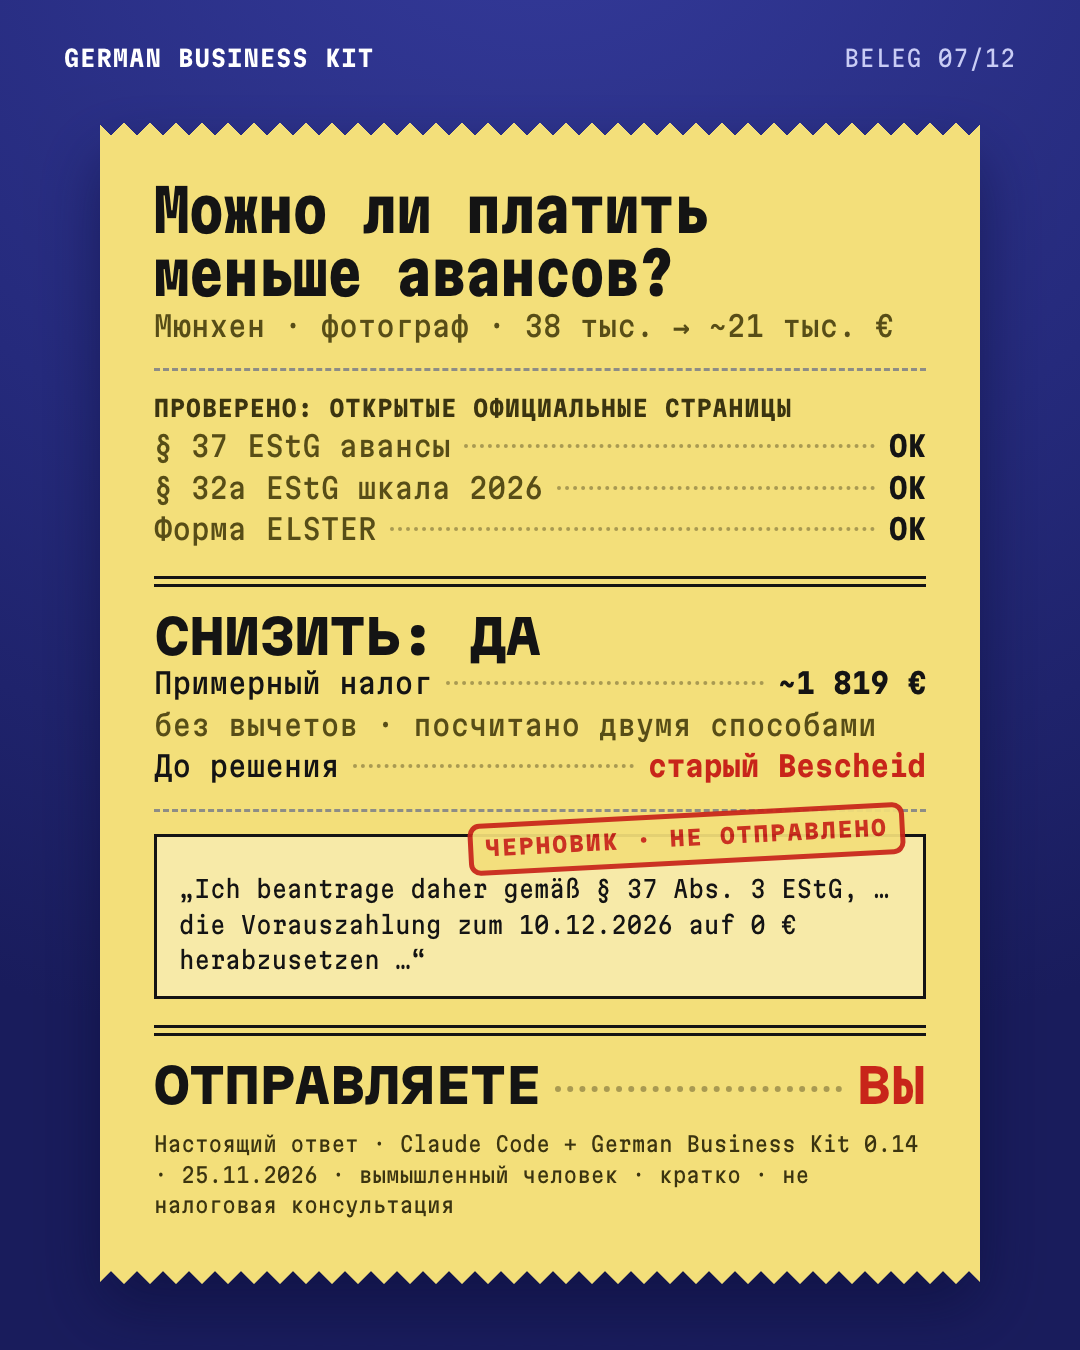 GERMAN BUSINESS KIT
BELEG 07/12
Можно ли платить
меньше авансов?
Мюнхен · фотограф · 38 тыс. → ~21 тыс. €
ПРОВЕРЕНО: ОТКРЫТЫЕ ОФИЦИАЛЬНЫЕ СТРАНИЦЫ
§ 37 EStG авансы OK
§ 32a EStG шкала 2026 OK
Форма ELSTER OK
СНИЗИТЬ: ДА
Примерный налог ~1 819 €
без вычетов · посчитано двумя способами
До решения старый Bescheid
ЧЕРНОВИК · НЕ ОТПРАВЛЕНО
„Ich beantrage daher gemäß § 37 Abs. 3 EStG, …
die Vorauszahlung zum 10.12.2026 auf 0 €
herabzusetzen …“
ОТПРАВЛЯЕТЕ ВЫ
Настоящий ответ · Claude Code + German Business Kit 0.14
· 25.11.2026 · вымышленный человек · кратко · не
налоговая консультация